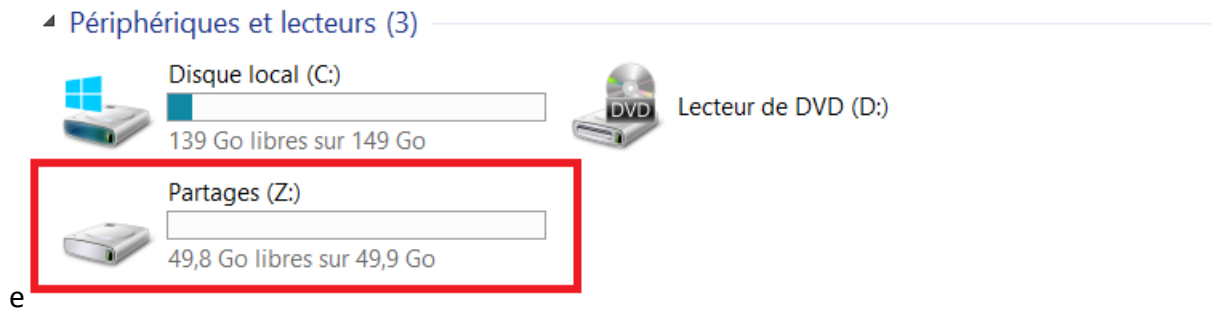 Périphériques et lecteurs (3)
Disque local (C:)
139 Go libres sur 149 Go
DVD
Lecteur de DVD (D:)
Partages (Z:)
49,8 Go libres sur 49,9 Go
e